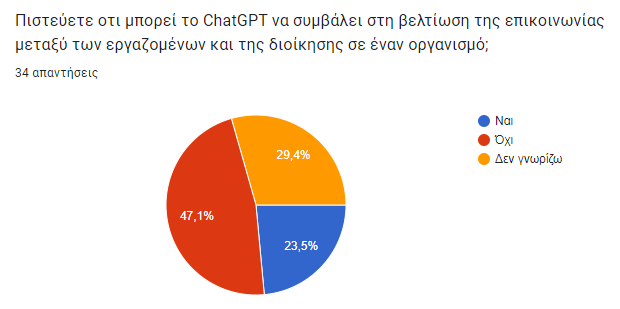 Πιστεύετε οτι μπορεί το ChatGPT να συμβάλει στη βελτίωση της επικοινωνίας
μεταξύ των εργαζομένων και της διοίκησης σε έναν οργανισμό;
34 απαντήσεις
Ναι
Όχι
Δεν γνωρίζω
29,4%
47,1%
23,5%